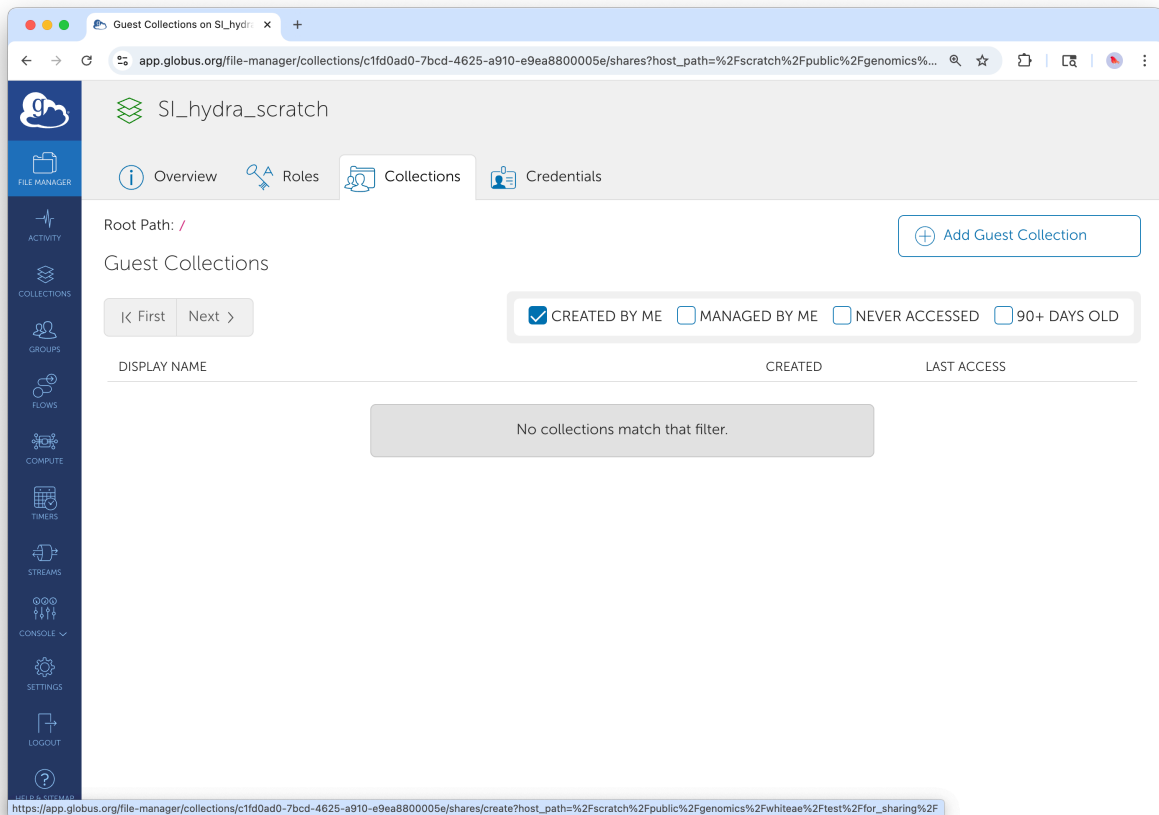 Guest Collections on SI_hydr
app.globus.org/file-manager/collections/c1fd0ad0-7bcd-4625-a910-e9ea8800005e/shares?host_path=%2Fscratch%2Fpublic%2Fgenomics%...
g
SI_hydra_scratch
FILE MANAGER
Overview
Roles
Collections
Credentials
ACTIVITY
Root Path: /
Add Guest Collection
Guest Collections
COLLECTIONS
First
Next
CREATED BY ME
MANAGED BY ME
NEVER ACCESSED
90+ DAYS OLD
GROUPS
DISPLAY NAME
CREATED
LAST ACCESS
FLOWS
No collections match that filter.
COMPUTE
TIMERS
STREAMS
CONSOLE
SETTINGS
LOGOUT
HELP & SITEMAP
https://app.globus.org/file-manager/collections/c1fd0ad0-7bcd-4625-a910-e9ea8800005e/shares/create?host_path=%2Fscratch%2Fpublic%2Fgenomics%2Fwhiteae%2Ftest%2Ffor_sharing%2F